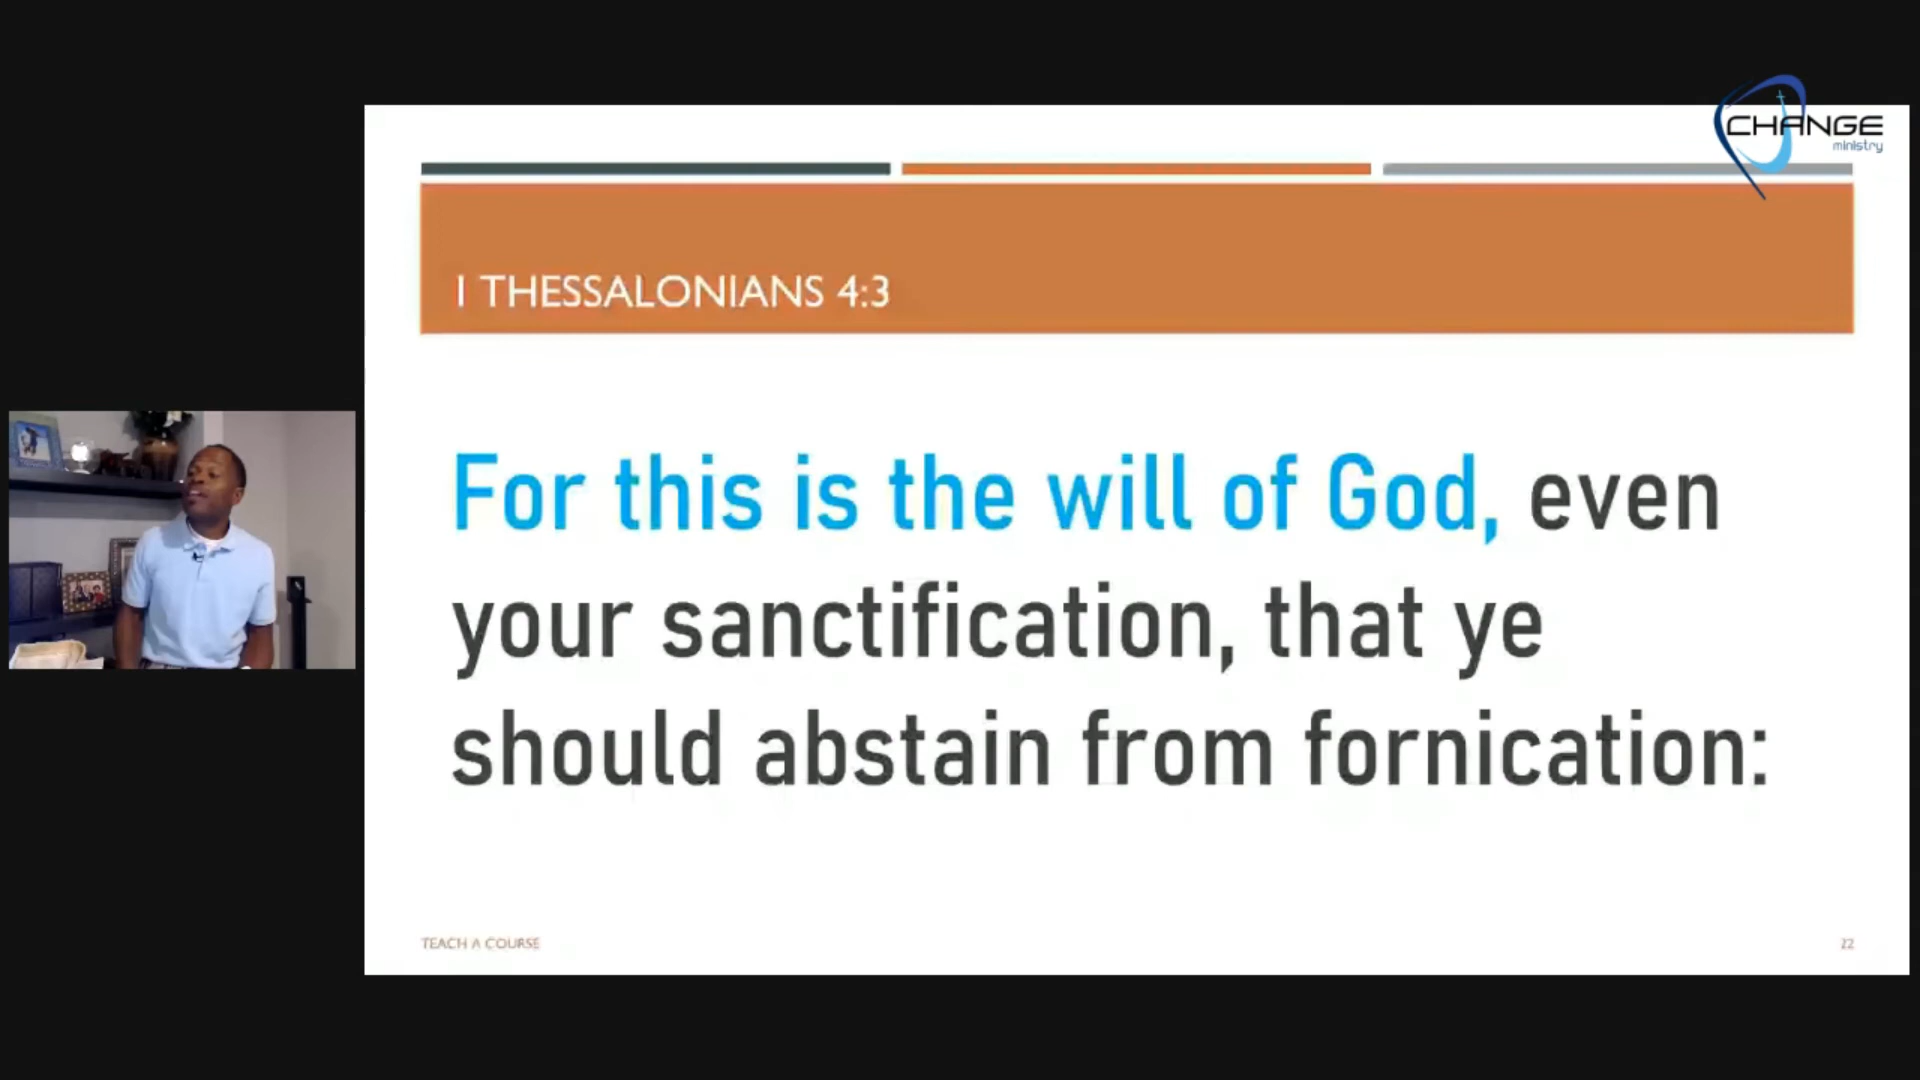 CHANGE
ministry
1 THESSALONIANS 4:3
For this is the will of God, even
your sanctification, that ye
should abstain from fornication:
TEACH A COURSE
22